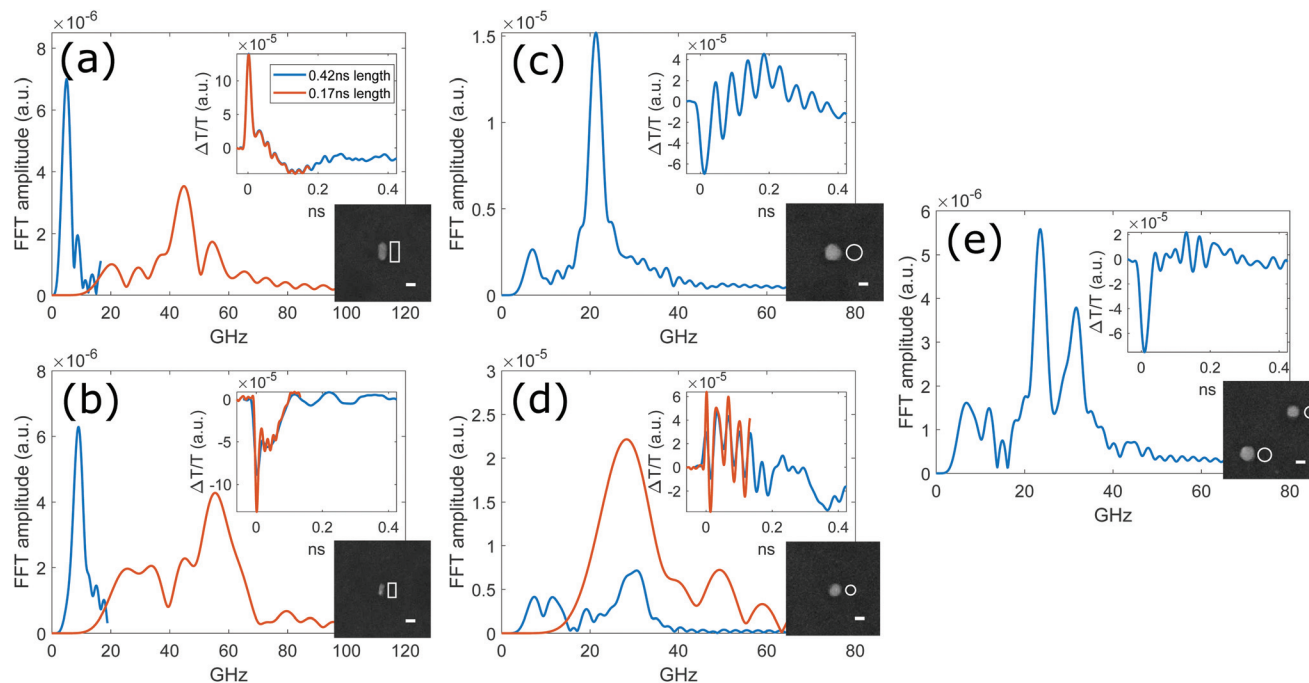 (a)
×10⁻⁶
FFT amplitude (a.u.)
8
7
6
5
4
3
2
1
0
0 20 40 60 80 100 120
GHz
×10⁻⁵
ΔT/T (a.u.)
10
5
0
0 0.2 0.4
ns
0.42ns length
0.17ns length
(b)
×10⁻⁶
FFT amplitude (a.u.)
8
6
4
2
0
0 20 40 60 80 100 120
GHz
×10⁻⁵
ΔT/T (a.u.)
0
-5
-10
0 0.2 0.4
ns
(c)
×10⁻⁵
FFT amplitude (a.u.)
1.5
1
0.5
0
0 20 40 60 80
GHz
×10⁻⁵
ΔT/T (a.u.)
4
2
0
-2
-4
-6
0 0.2 0.4
ns
(d)
×10⁻⁵
FFT amplitude (a.u.)
3
2.5
2
1.5
1
0.5
0
0 20 40 60 80
GHz
×10⁻⁵
ΔT/T (a.u.)
6
4
2
0
-2
0 0.2 0.4
ns
(e)
×10⁻⁶
FFT amplitude (a.u.)
6
5
4
3
2
1
0
0 20 40 60 80
GHz
×10⁻⁵
ΔT/T (a.u.)
2
0
-2
-4
-6
0 0.2 0.4
ns